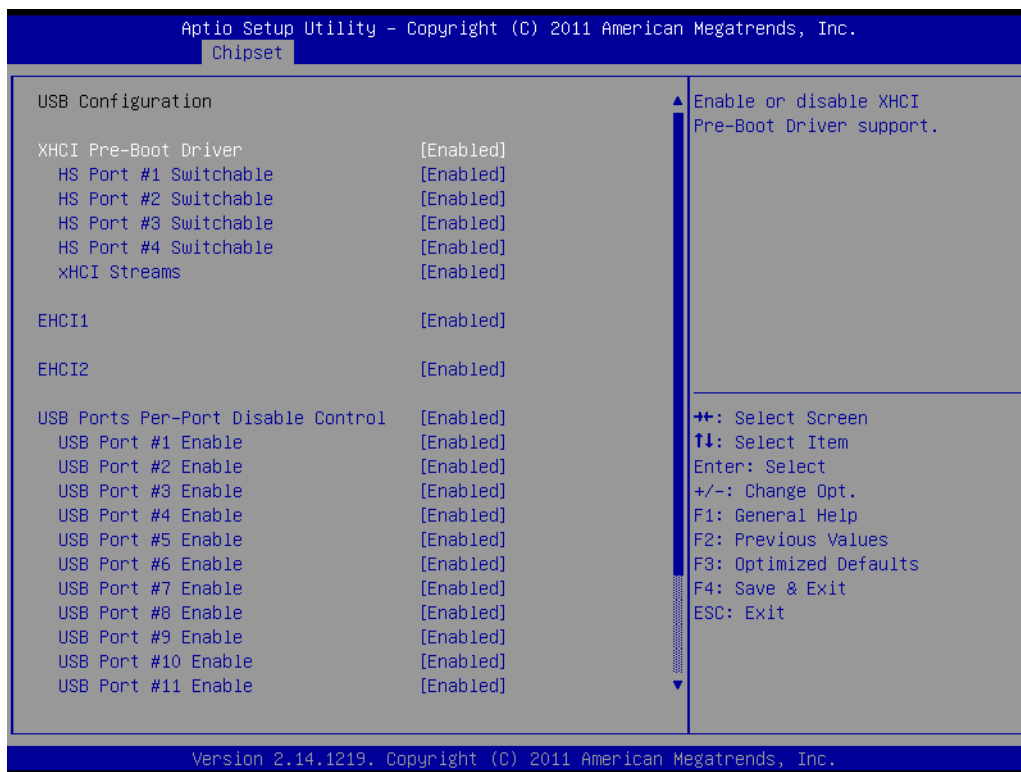 Aptio Setup Utility – Copyright (C) 2011 American Megatrends, Inc.
Chipset
USB Configuration
XHCI Pre-Boot Driver [Enabled]
HS Port #1 Switchable [Enabled]
HS Port #2 Switchable [Enabled]
HS Port #3 Switchable [Enabled]
HS Port #4 Switchable [Enabled]
xHCI Streams [Enabled]
EHCI1 [Enabled]
EHCI2 [Enabled]
USB Ports Per-Port Disable Control [Enabled]
USB Port #1 Enable [Enabled]
USB Port #2 Enable [Enabled]
USB Port #3 Enable [Enabled]
USB Port #4 Enable [Enabled]
USB Port #5 Enable [Enabled]
USB Port #6 Enable [Enabled]
USB Port #7 Enable [Enabled]
USB Port #8 Enable [Enabled]
USB Port #9 Enable [Enabled]
USB Port #10 Enable [Enabled]
USB Port #11 Enable [Enabled]
Enable or disable XHCI
Pre-Boot Driver support.
→←: Select Screen
↑↓: Select Item
Enter: Select
+/-: Change Opt.
F1: General Help
F2: Previous Values
F3: Optimized Defaults
F4: Save & Exit
ESC: Exit
Version 2.14.1219. Copyright (C) 2011 American Megatrends, Inc.